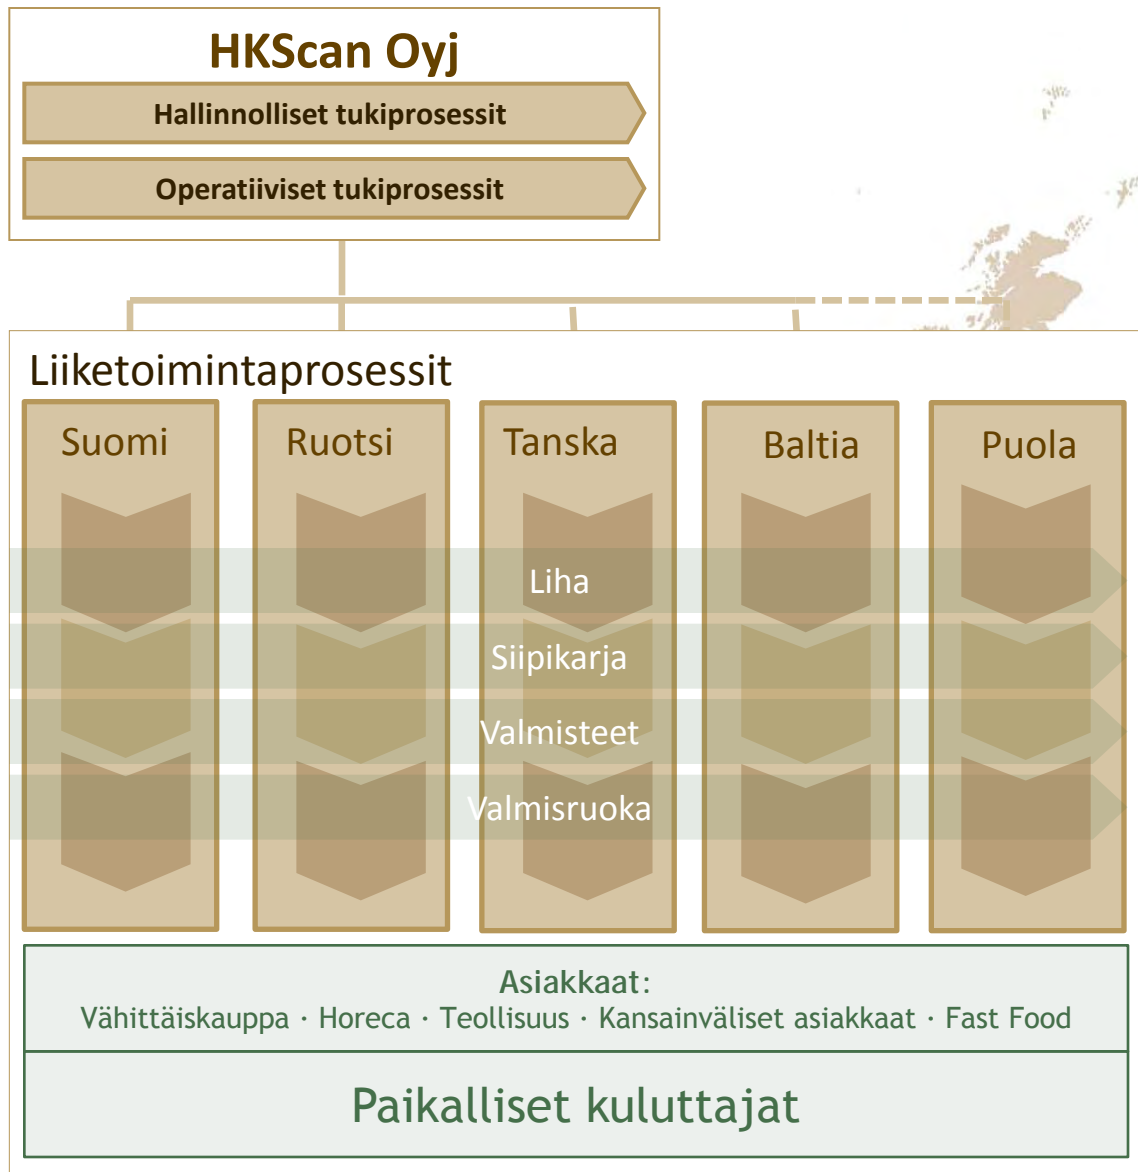 HKScan Oyj
Hallinnolliset tukiprosessit
Operatiiviset tukiprosessit
Liiketoimintaprosessit
Suomi
Ruotsi
Tanska
Baltia
Puola
Liha
Siipikarja
Valmisteet
Valmisruoka
Asiakkaat:
Vähittäiskauppa · Horeca · Teollisuus · Kansainväliset asiakkaat · Fast Food
Paikalliset kuluttajat